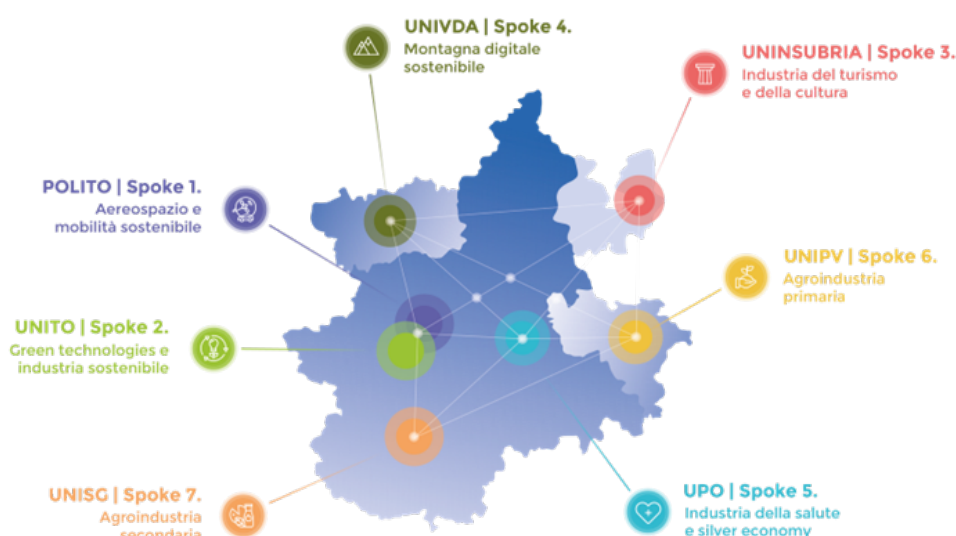 UNIVDA | Spoke 4.
Montagna digitale
sostenibile
UNINSUBRIA | Spoke 3.
Industria del turismo
e della cultura
POLITO | Spoke 1.
Aereospazio e
mobilità sostenibile
UNIPV | Spoke 6.
Agroindustria
primaria
UNITO | Spoke 2.
Green technologies e
industria sostenibile
UNISG | Spoke 7.
Agroindustria
secondaria
UPO | Spoke 5.
Industria della salute
e silver economy